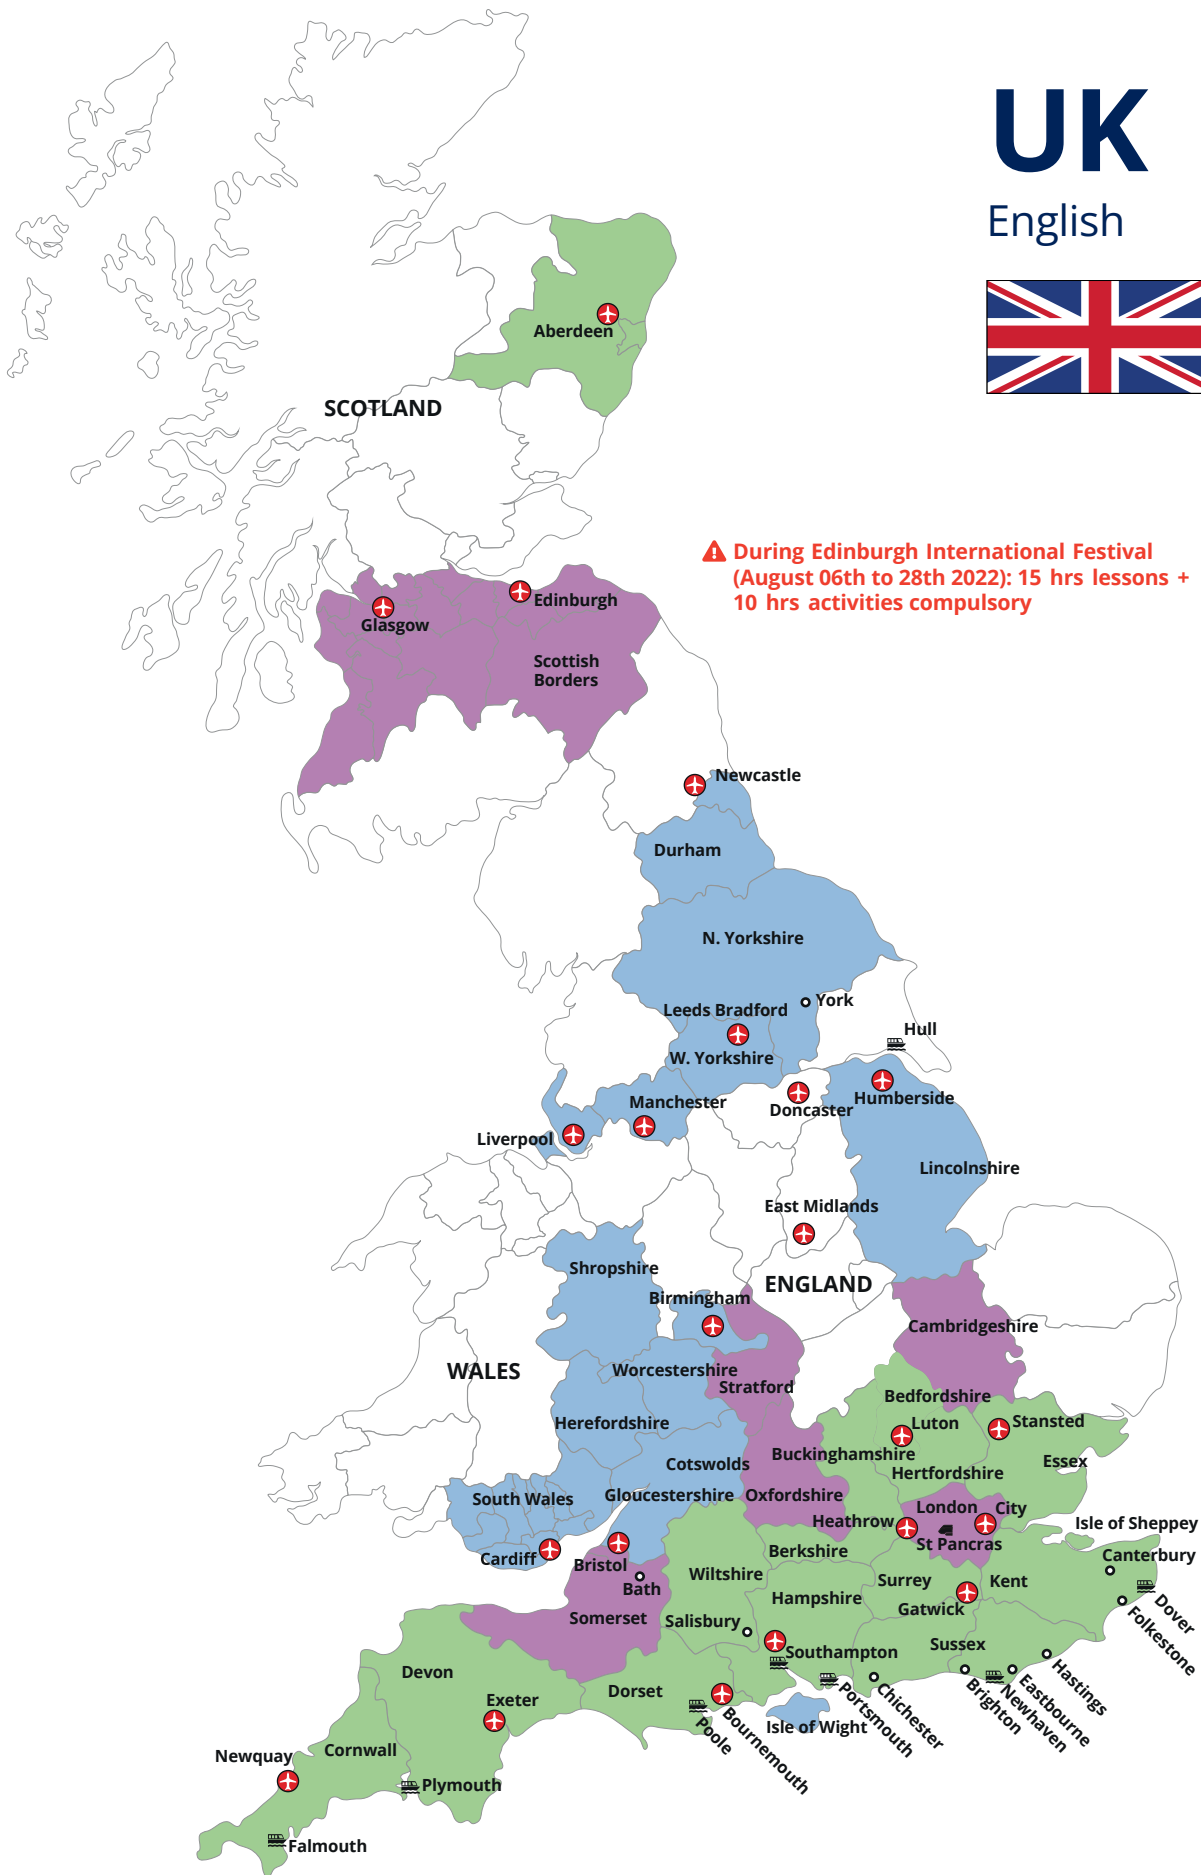 UK
English
Aberdeen
SCOTLAND
During Edinburgh International Festival
(August 06th to 28th 2022): 15 hrs lessons +
10 hrs activities compulsory
Edinburgh
Glasgow
Scottish
Borders
Newcastle
Durham
N. Yorkshire
York
Leeds Bradford
Hull
W. Yorkshire
Manchester
Doncaster
Humberside
Liverpool
Lincolnshire
East Midlands
Shropshire
ENGLAND
Birmingham
Cambridgeshire
WALES
Worcestershire
Stratford
Bedfordshire
Herefordshire
Luton
Stansted
Buckinghamshire
Cotswolds
Essex
Hertfordshire
South Wales
Gloucestershire
Oxfordshire
London
City
Heathrow
Isle of Sheppey
St Pancras
Cardiff
Bristol
Berkshire
Canterbury
Bath
Wiltshire
Surrey
Kent
Hampshire
Gatwick
Dover
Folkestone
Somerset
Salisbury
Sussex
Southampton
Hastings
Devon
Eastbourne
Newhaven
Brighton
Chichester
Portsmouth
Dorset
Exeter
Isle of Wight
Bournemouth
Poole
Cornwall
Newquay
Plymouth
Falmouth